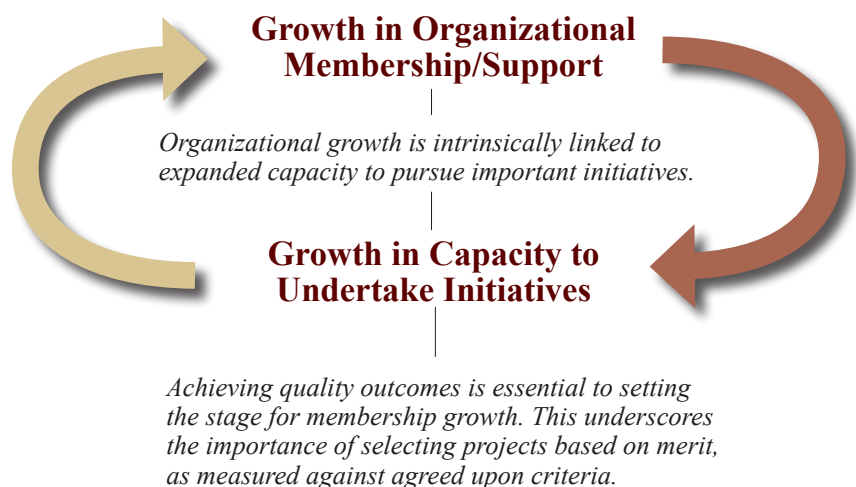 Growth in Organizational
Membership/Support
Organizational growth is intrinsically linked to
expanded capacity to pursue important initiatives.
Growth in Capacity to
Undertake Initiatives
Achieving quality outcomes is essential to setting
the stage for membership growth. This underscores
the importance of selecting projects based on merit,
as measured against agreed upon criteria.